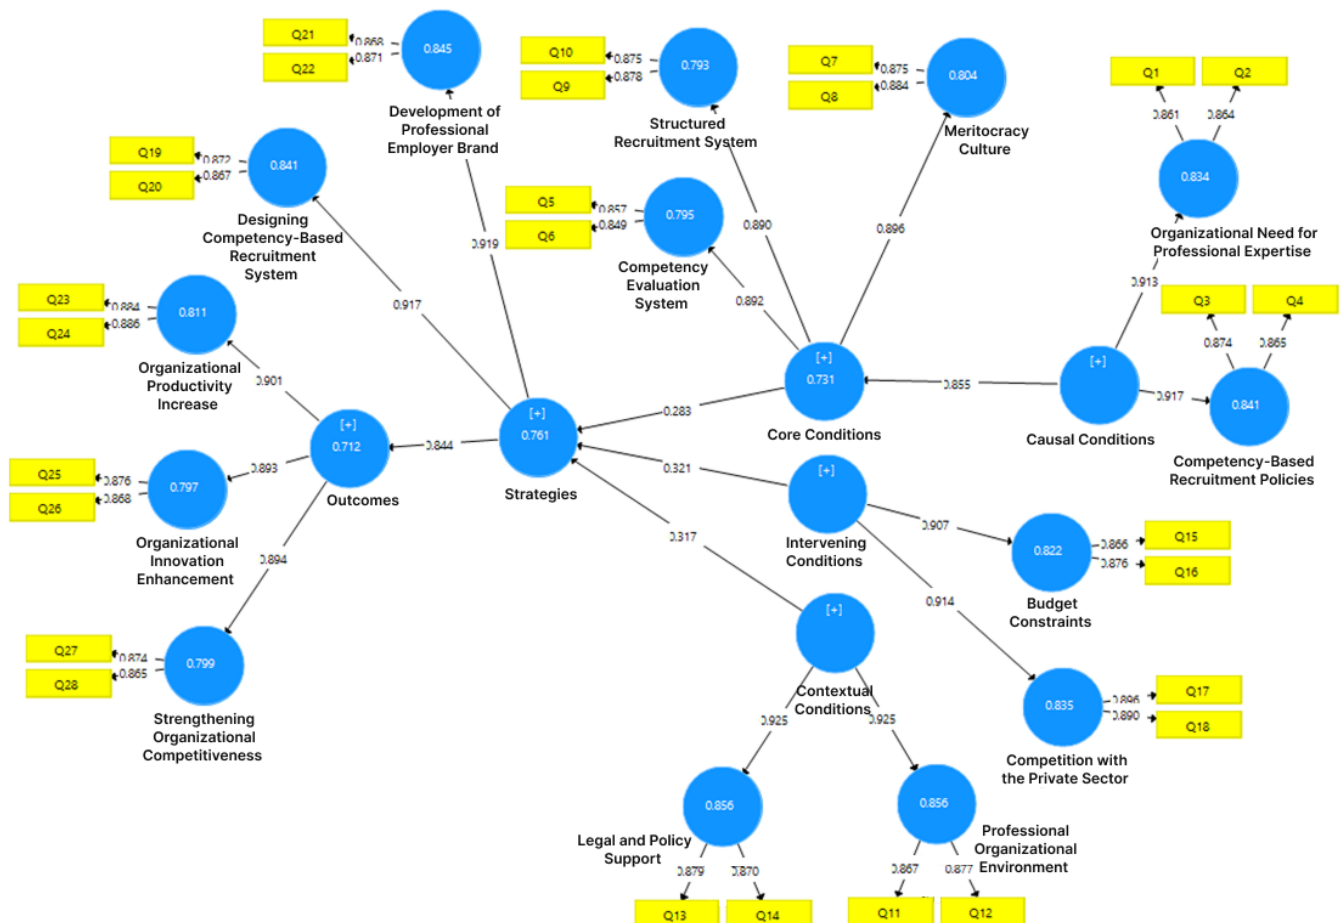 Q21
0.868
Q22
0.871
0.845
Development of
Professional
Employer Brand
Q10
0.875
Q9
0.878
0.793
Structured
Recruitment System
Q7
0.875
Q8
0.884
0.804
Meritocracy
Culture
Q1
Q2
0.861
0.864
0.834
Organizational Need for
Professional Expertise
Q19
0.872
Q20
0.867
0.841
Designing
Competency-Based
Recruitment
System
Q5
0.857
Q6
0.849
0.795
Competency
Evaluation
System
0.919
0.890
0.896
0.913
0.917
0.892
Q3
Q4
0.874
0.865
Q23
0.884
Q24
0.886
0.811
Organizational
Productivity
Increase
0.901
[+]
0.731
Core Conditions
0.855
[+]
Causal Conditions
0.917
0.841
Competency-Based
Recruitment Policies
0.283
[+]
0.712
Outcomes
0.844
[+]
0.761
Strategies
0.321
0.317
[+]
Intervening
Conditions
Q25
0.876
Q26
0.868
0.893
0.797
Organizational
Innovation
Enhancement
0.894
0.907
0.822
Budget
Constraints
0.866
Q15
0.876
Q16
0.914
[+]
Contextual
Conditions
Q27
0.874
Q28
0.865
0.799
Strengthening
Organizational
Competitiveness
0.835
Competition with
the Private Sector
0.896
Q17
0.890
Q18
0.925
0.925
0.856
Legal and Policy
Support
0.879
0.870
Q13
Q14
0.856
Professional
Organizational
Environment
0.867
0.877
Q11
Q12